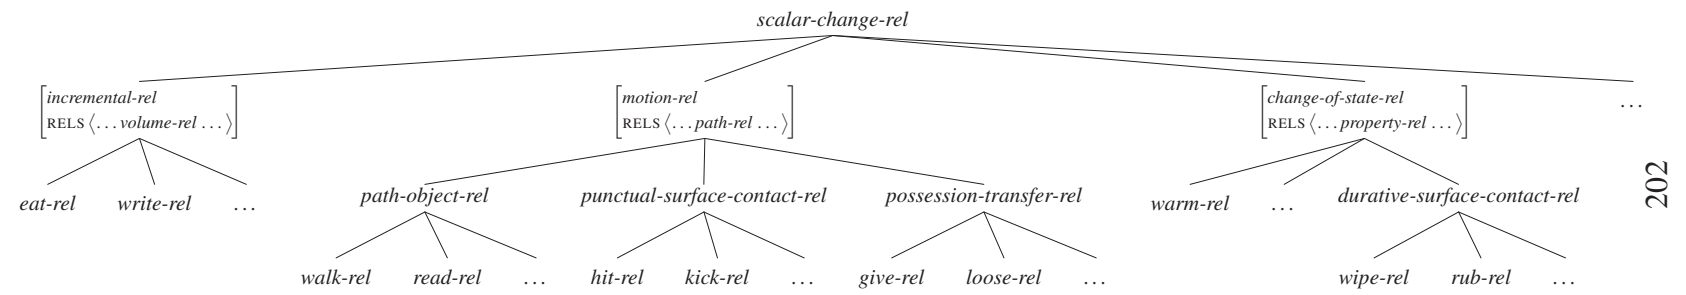 scalar-change-rel
incremental-rel
RELS ⟨…volume-rel …⟩
motion-rel
RELS ⟨…path-rel …⟩
change-of-state-rel
RELS ⟨…property-rel …⟩
…
eat-rel write-rel …
path-object-rel punctual-surface-contact-rel possession-transfer-rel
warm-rel … durative-surface-contact-rel
walk-rel read-rel … hit-rel kick-rel … give-rel loose-rel … wipe-rel rub-rel …
202